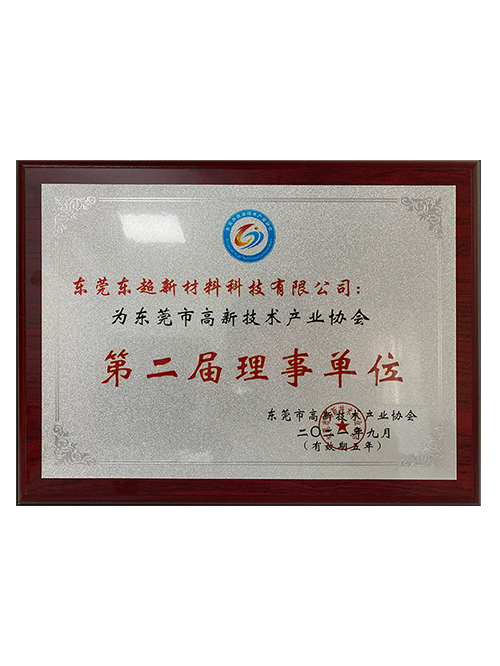 东莞东超新材料科技有限公司：
为东莞市高新技术产业协会
第二届理事单位
东莞市高新技术产业协会
二〇二一年九月
（有效期五年）